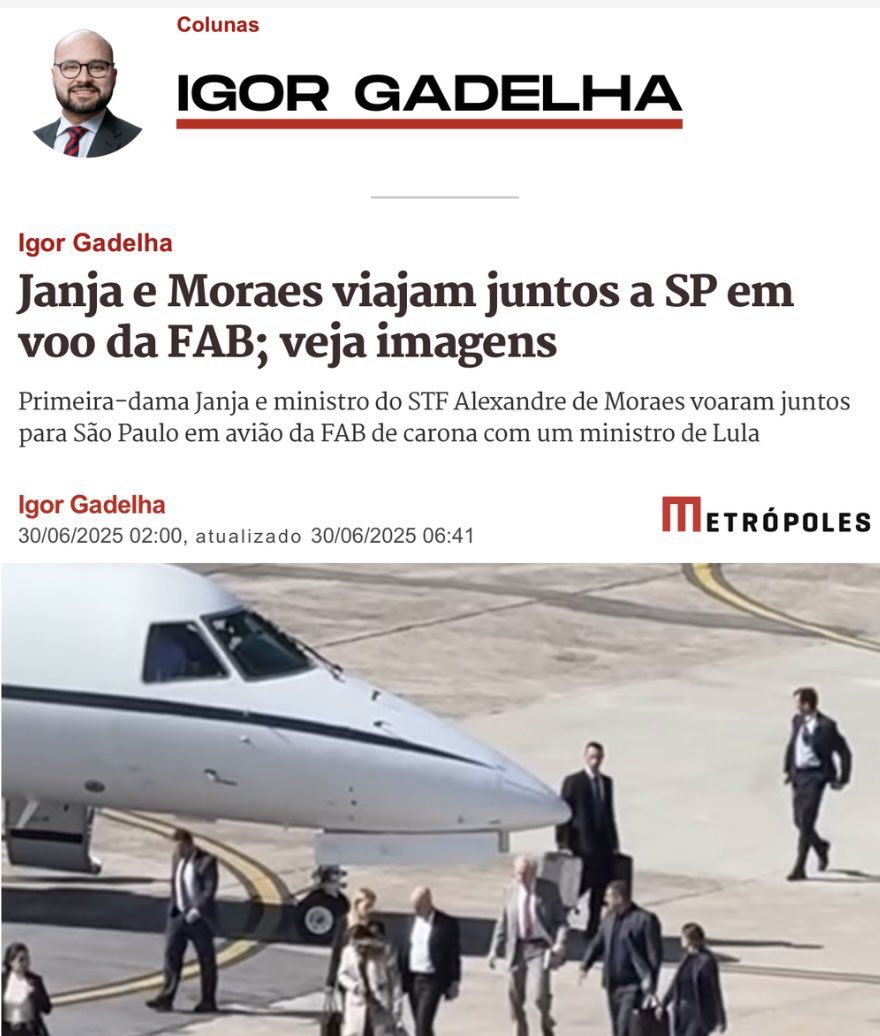 Colunas
IGOR GADELHA
Igor Gadelha
Janja e Moraes viajam juntos a SP em
voo da FAB; veja imagens
Primeira-dama Janja e ministro do STF Alexandre de Moraes voaram juntos
para São Paulo em avião da FAB de carona com um ministro de Lula
Igor Gadelha
30/06/2025 02:00, atualizado 30/06/2025 06:41
METRÓPOLES